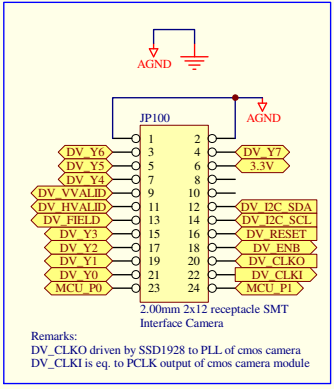 AGND
AGND
JP100
1 2
DV_Y6 3 4 DV_Y7
DV_Y5 5 6 3.3V
DV_Y4 7 8
DV_VVALID 9 10
DV_HVALID 11 12 DV_I2C_SDA
DV_FIELD 13 14 DV_I2C_SCL
DV_Y3 15 16 DV_RESET
DV_Y2 17 18 DV_ENB
DV_Y1 19 20 DV_CLKO
DV_Y0 21 22 DV_CLKI
MCU_P0 23 24 MCU_P1
2.00mm 2x12 receptacle SMT
Interface Camera
Remarks:
DV_CLKO driven by SSD1928 to PLL of cmos camera
DV_CLKI is eq. to PCLK output of cmos camera module